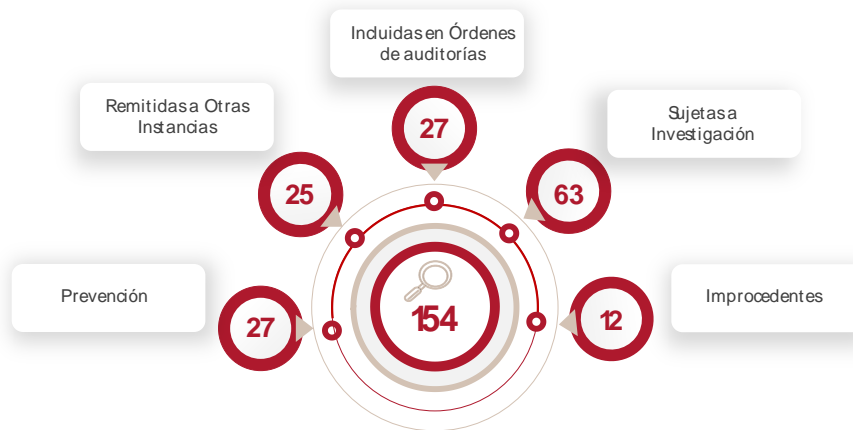 Incluidas en Órdenes
de auditorías
27
Remitidas a Otras
Instancias
25
Sujetas a
Investigación
63
Prevención
27
154
Improcedentes
12